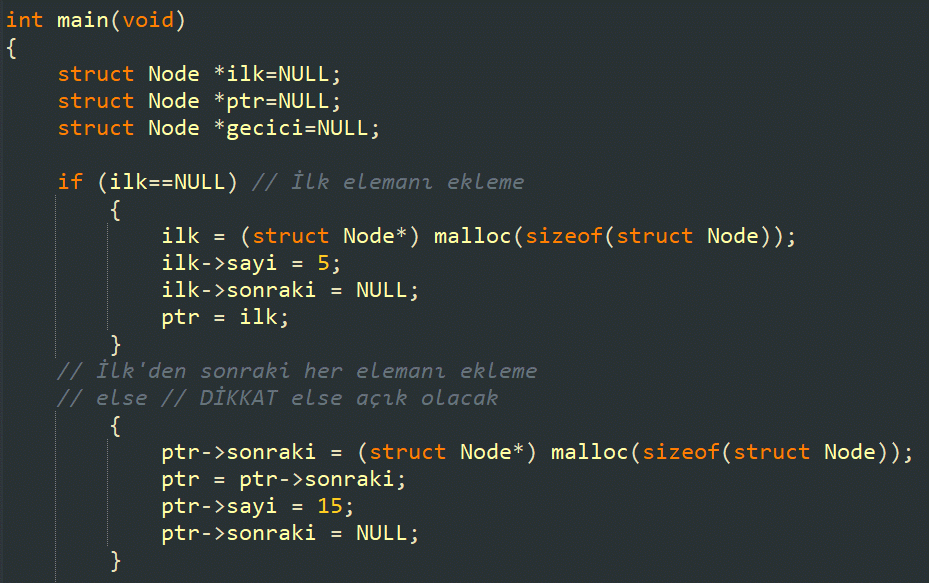 int main(void)
{
struct Node *ilk=NULL;
struct Node *ptr=NULL;
struct Node *gecici=NULL;
if (ilk==NULL) // İlk elemanı ekleme
{
ilk = (struct Node*) malloc(sizeof(struct Node));
ilk->sayi = 5;
ilk->sonraki = NULL;
ptr = ilk;
}
// İlk'den sonraki her elemanı ekleme
// else // DİKKAT else açık olacak
{
ptr->sonraki = (struct Node*) malloc(sizeof(struct Node));
ptr = ptr->sonraki;
ptr->sayi = 15;
ptr->sonraki = NULL;
}